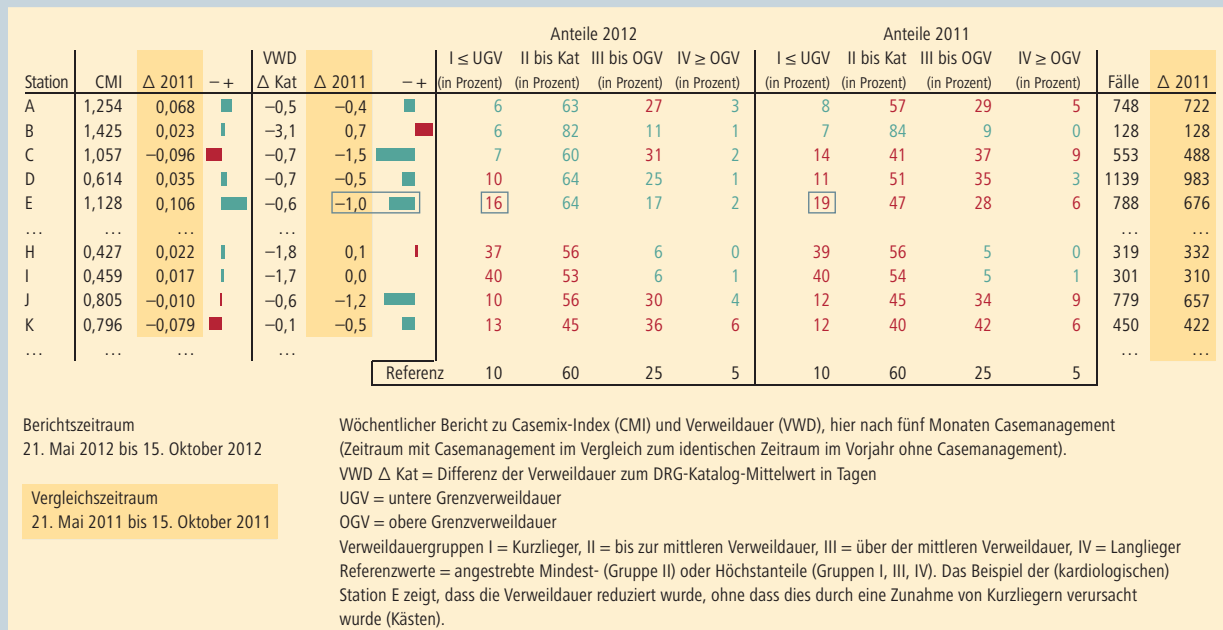 Anteile 2012 Anteile 2011
VWD I ≤ UGV II bis Kat III bis OGV IV ≥ OGV I ≤ UGV II bis Kat III bis OGV IV ≥ OGV
Station CMI Δ 2011 − + Δ Kat Δ 2011 − + (in Prozent) (in Prozent) (in Prozent) (in Prozent) (in Prozent) (in Prozent) (in Prozent) (in Prozent) Fälle Δ 2011
A 1,254 0,068 −0,5 −0,4 6 63 27 3 8 57 29 5 748 722
B 1,425 0,023 −3,1 0,7 6 82 11 1 7 84 9 0 128 128
C 1,057 −0,096 −0,7 −1,5 7 60 31 2 14 41 37 9 553 488
D 0,614 0,035 −0,7 −0,5 10 64 25 1 11 51 35 3 1139 983
E 1,128 0,106 −0,6 −1,0 16 64 17 2 19 47 28 6 788 676
... ... ... ... ... ...
H 0,427 0,022 −1,8 0,1 37 56 6 0 39 56 5 0 319 332
I 0,459 0,017 −1,7 0,0 40 53 6 1 40 54 5 1 301 310
J 0,805 −0,010 −0,6 −1,2 10 56 30 4 12 45 34 9 779 657
K 0,796 −0,079 −0,1 −0,5 13 45 36 6 12 40 42 6 450 422
... ... ... ... ... ...
Referenz 10 60 25 5 10 60 25 5
Berichtszeitraum
21. Mai 2012 bis 15. Oktober 2012
Vergleichszeitraum
21. Mai 2011 bis 15. Oktober 2011
Wöchentlicher Bericht zu Casemix-Index (CMI) und Verweildauer (VWD), hier nach fünf Monaten Casemanagement
(Zeitraum mit Casemanagement im Vergleich zum identischen Zeitraum im Vorjahr ohne Casemanagement).
VWD Δ Kat = Differenz der Verweildauer zum DRG-Katalog-Mittelwert in Tagen
UGV = untere Grenzverweildauer
OGV = obere Grenzverweildauer
Verweildauergruppen I = Kurzlieger, II = bis zur mittleren Verweildauer, III = über der mittleren Verweildauer, IV = Langlieger
Referenzwerte = angestrebte Mindest- (Gruppe II) oder Höchstanteile (Gruppen I, III, IV). Das Beispiel der (kardiologischen)
Station E zeigt, dass die Verweildauer reduziert wurde, ohne dass dies durch eine Zunahme von Kurzliegern verursacht
wurde (Kästen).